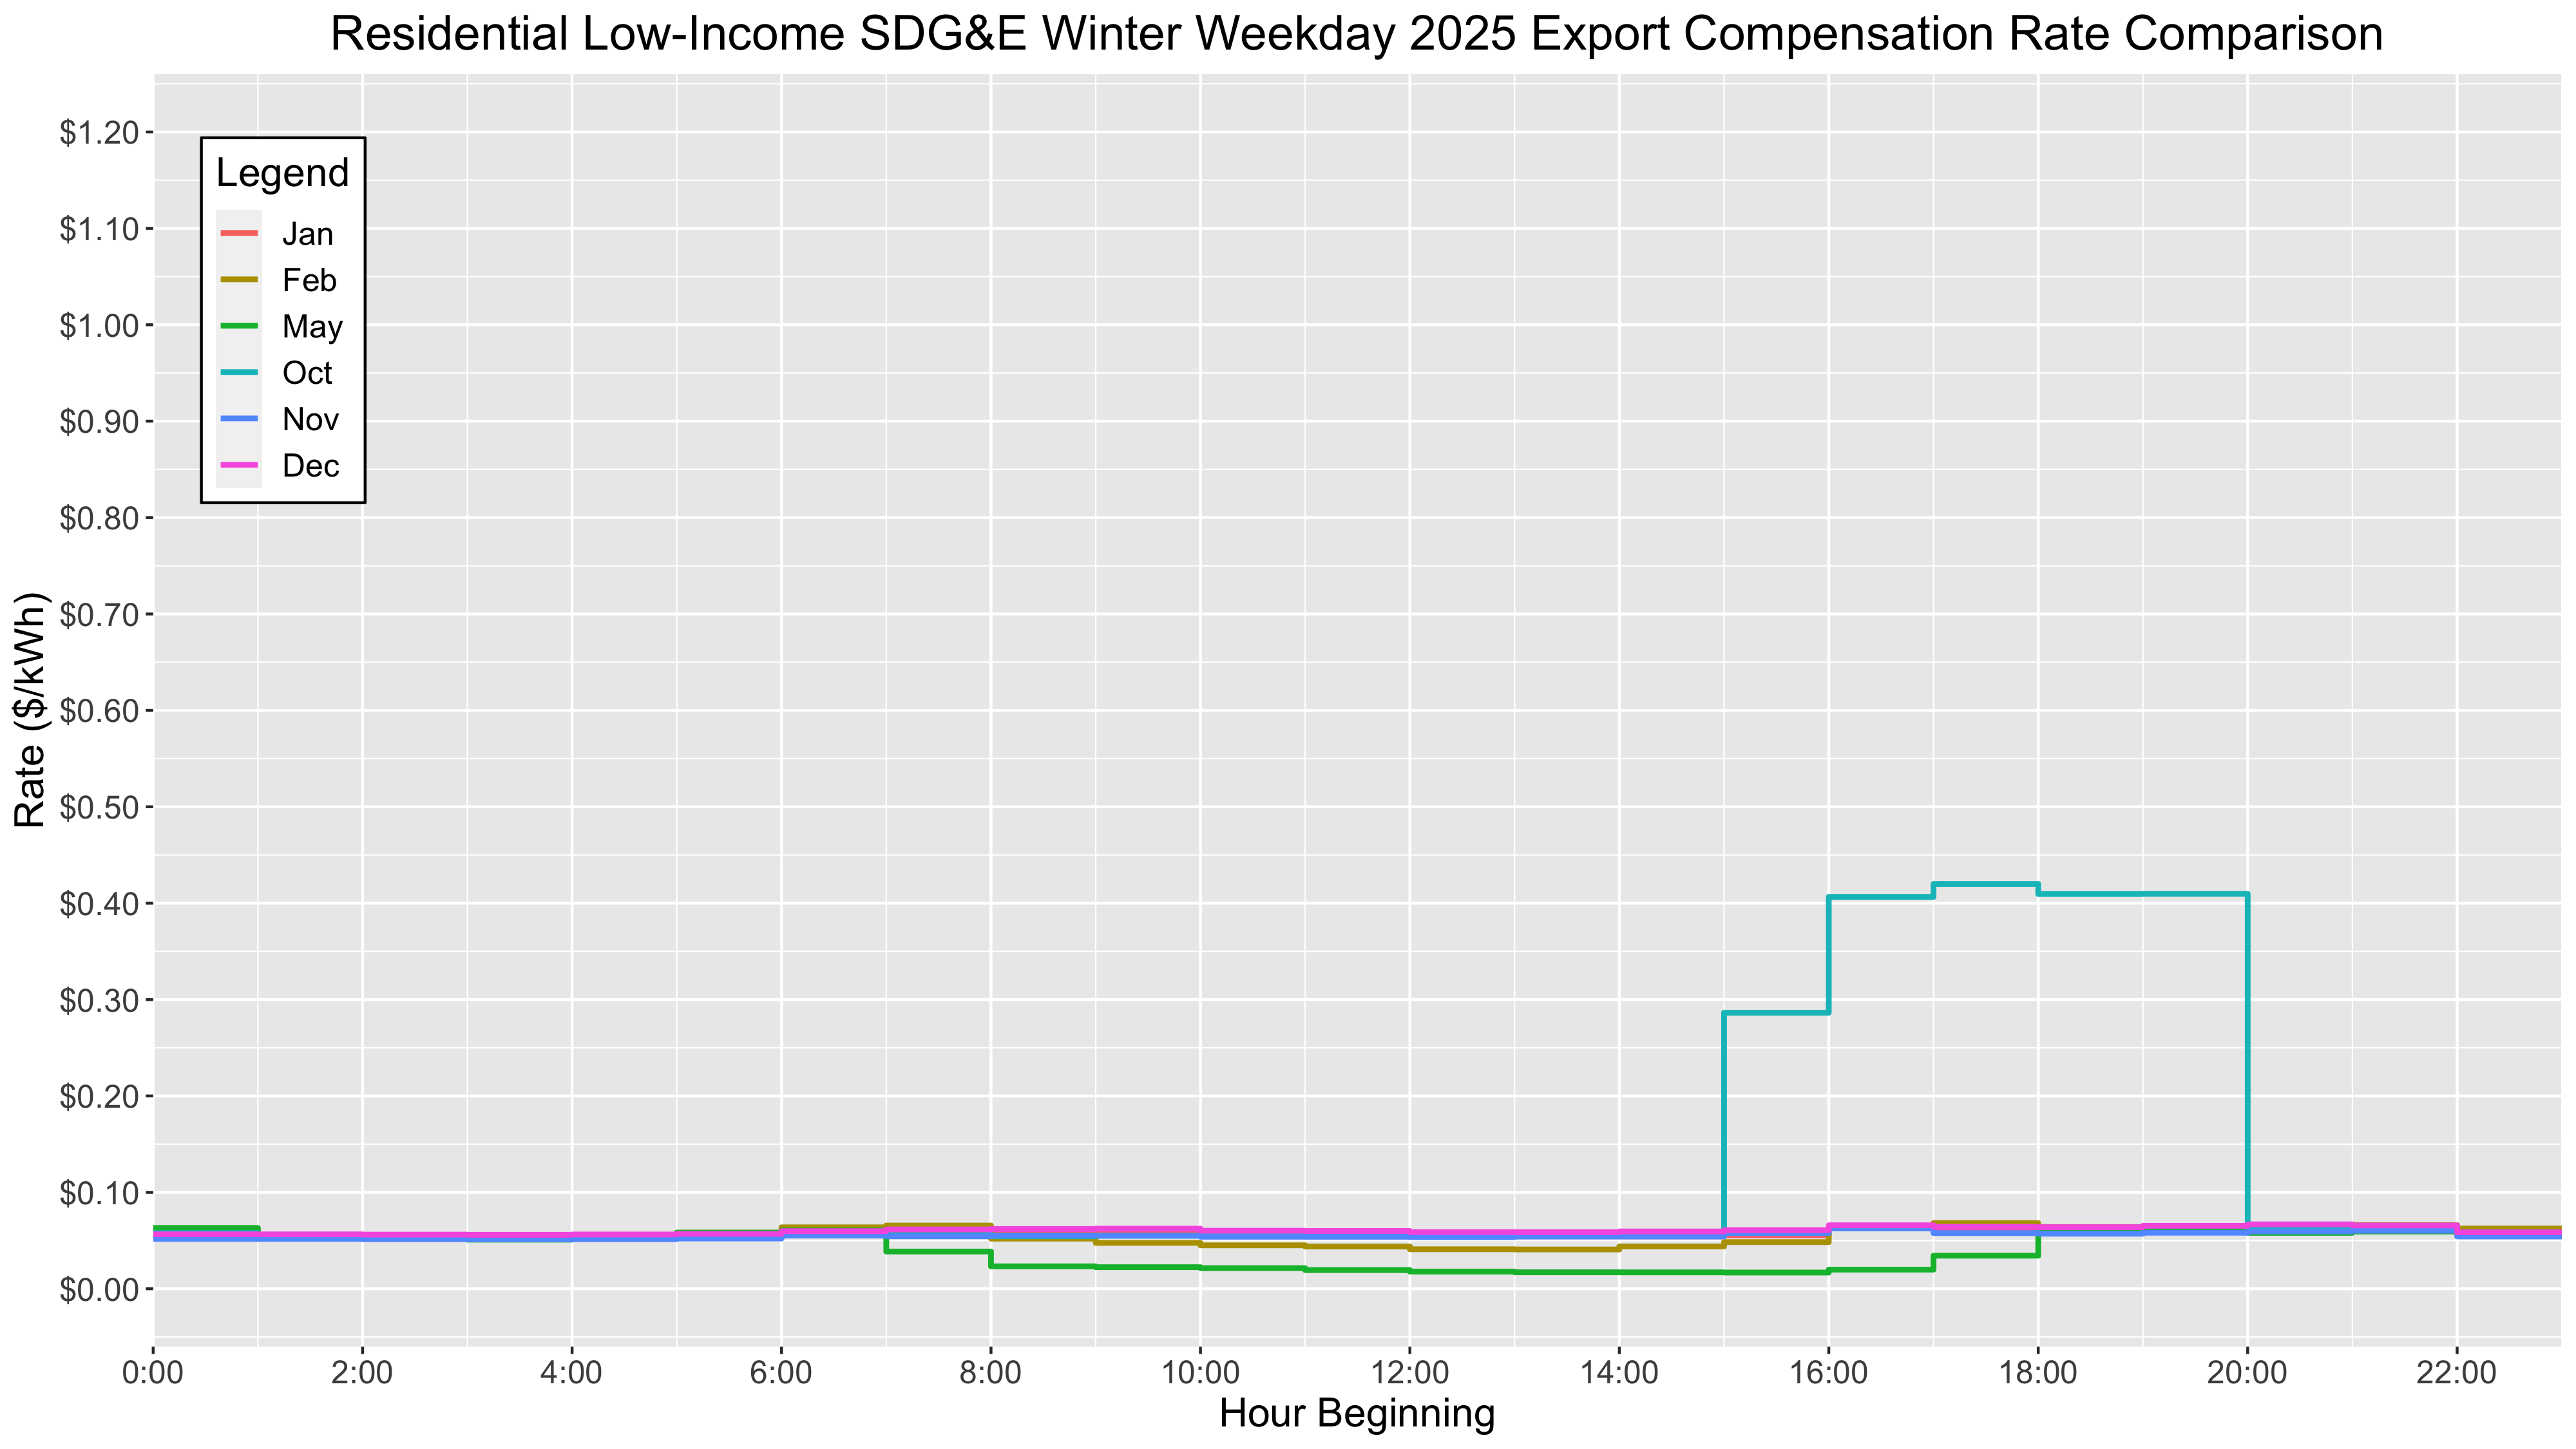 Residential Low-Income SDG&E Winter Weekday 2025 Export Compensation Rate Comparison
Legend
Jan
Feb
May
Oct
Nov
Dec
Rate ($/kWh)
$1.20
$1.10
$1.00
$0.90
$0.80
$0.70
$0.60
$0.50
$0.40
$0.30
$0.20
$0.10
$0.00
0:00 2:00 4:00 6:00 8:00 10:00 12:00 14:00 16:00 18:00 20:00 22:00
Hour Beginning